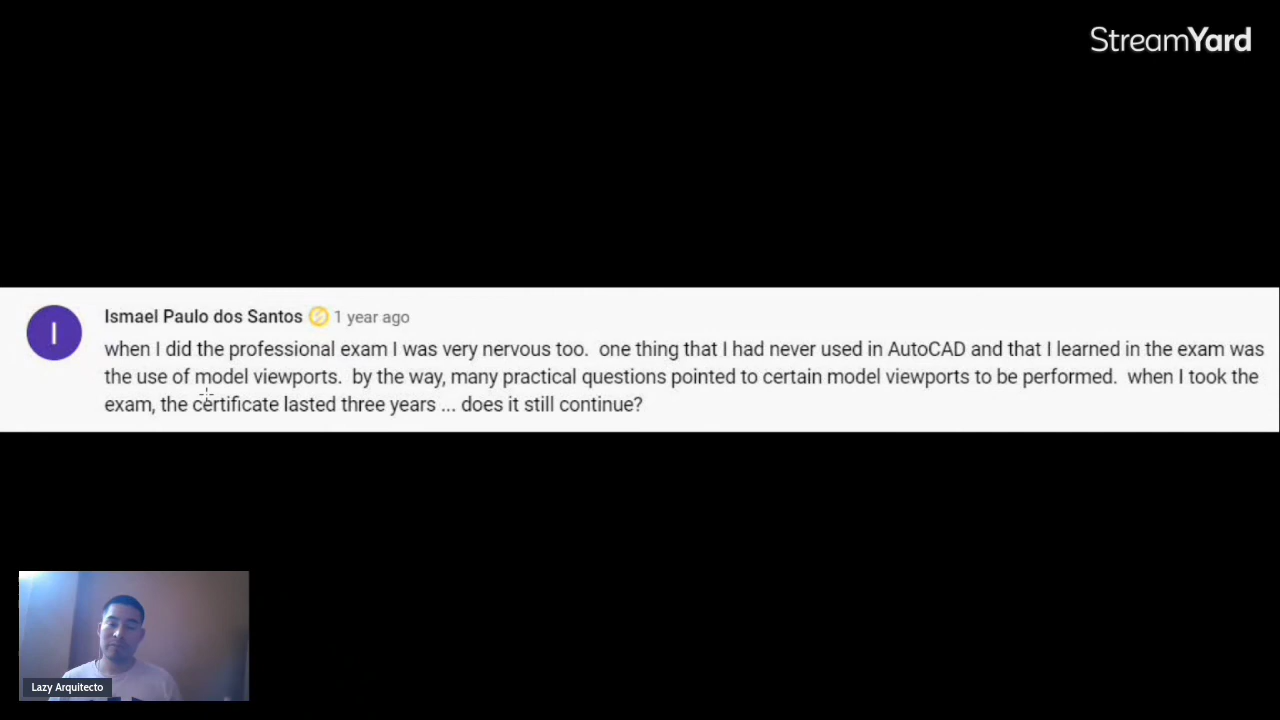 StreamYard
Ismael Paulo dos Santos 1 year ago
I
when I did the professional exam I was very nervous too.  one thing that I had never used in AutoCAD and that I learned in the exam was
the use of model viewports.  by the way, many practical questions pointed to certain model viewports to be performed.  when I took the
exam, the certificate lasted three years ... does it still continue?
Lazy Arquitecto